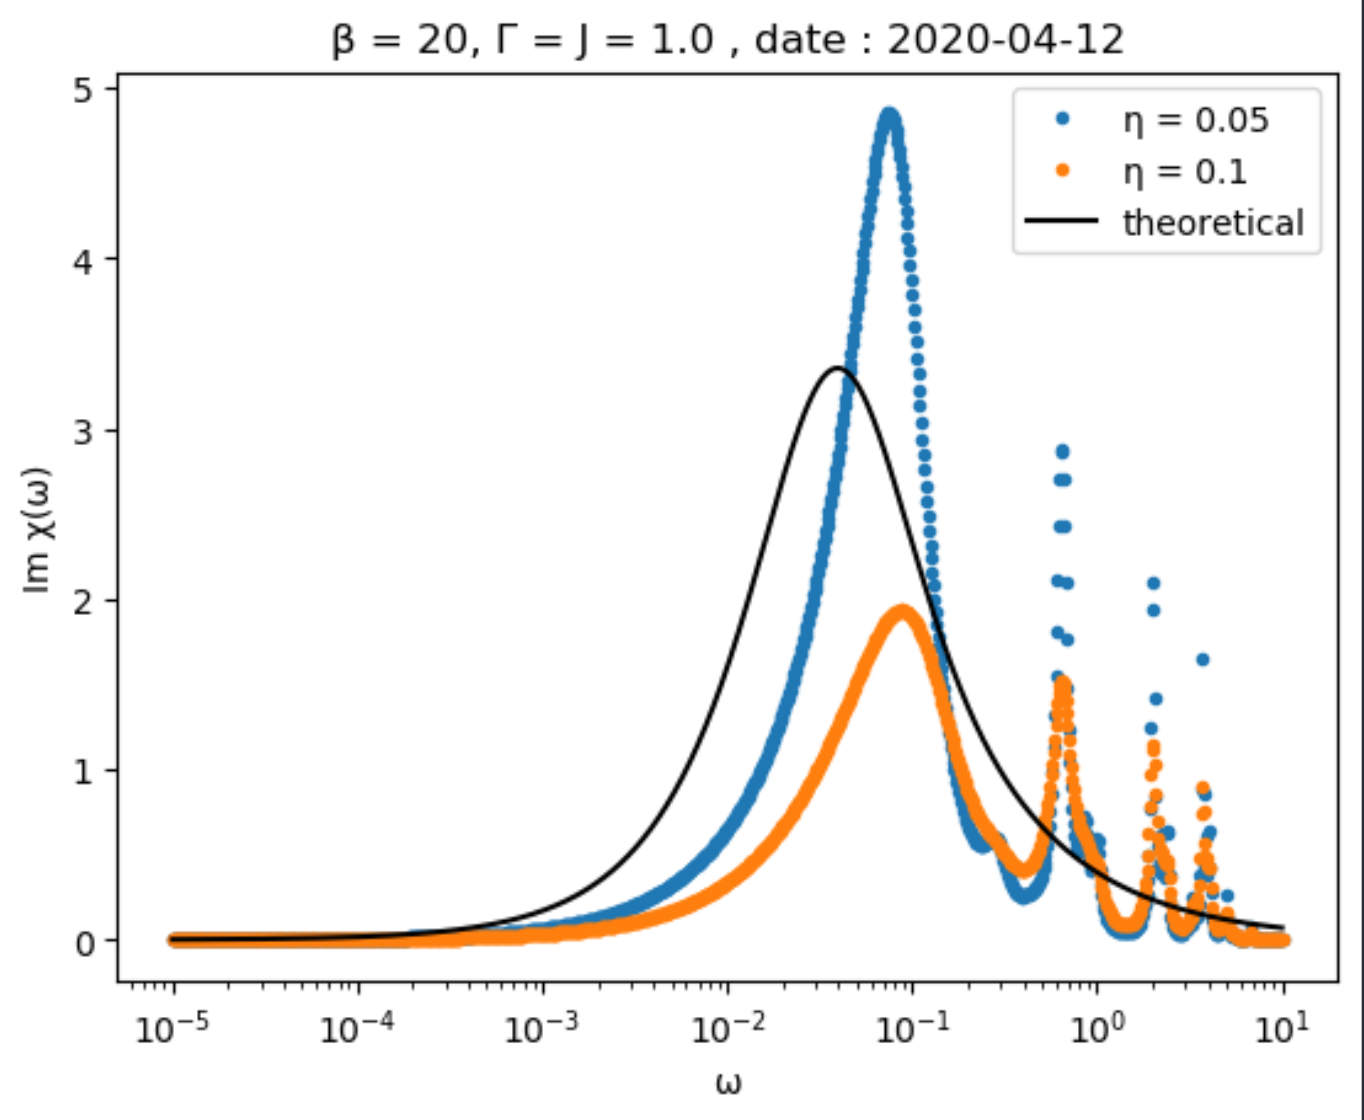 β = 20, Γ = J = 1.0 , date : 2020-04-12
η = 0.05
η = 0.1
theoretical
Im χ(ω)
5
4
3
2
1
0
10⁻⁵ 10⁻⁴ 10⁻³ 10⁻² 10⁻¹ 10⁰ 10¹
ω